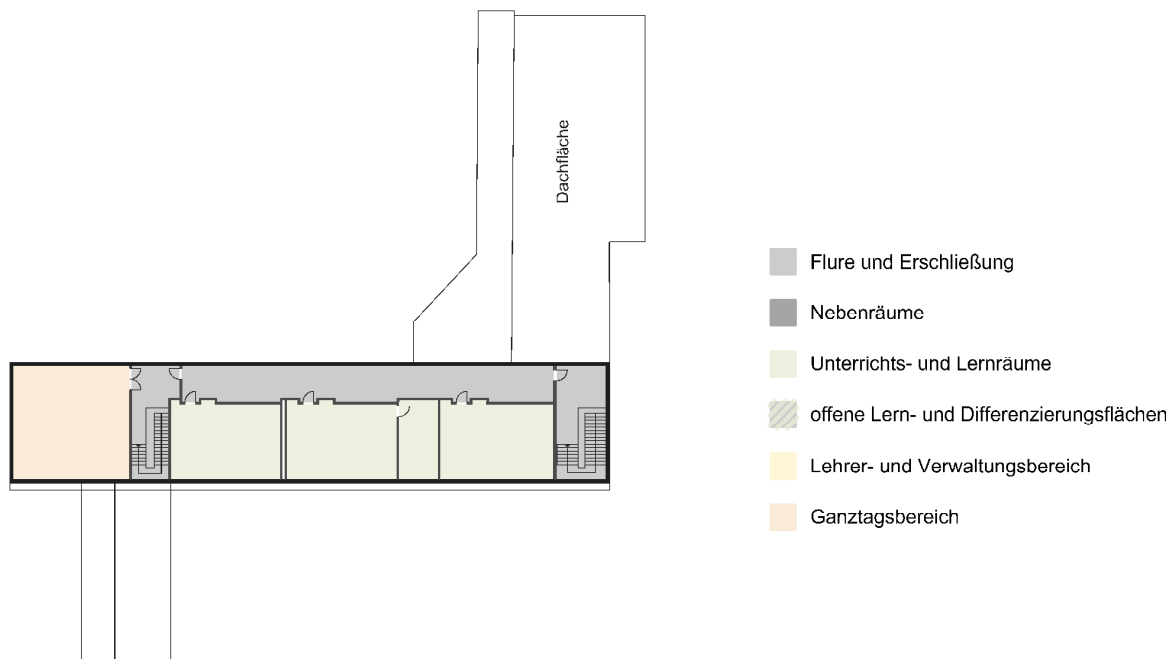 Dachfläche
Flure und Erschließung
Nebenräume
Unterrichts- und Lernräume
offene Lern- und Differenzierungsflächen
Lehrer- und Verwaltungsbereich
Ganztagsbereich